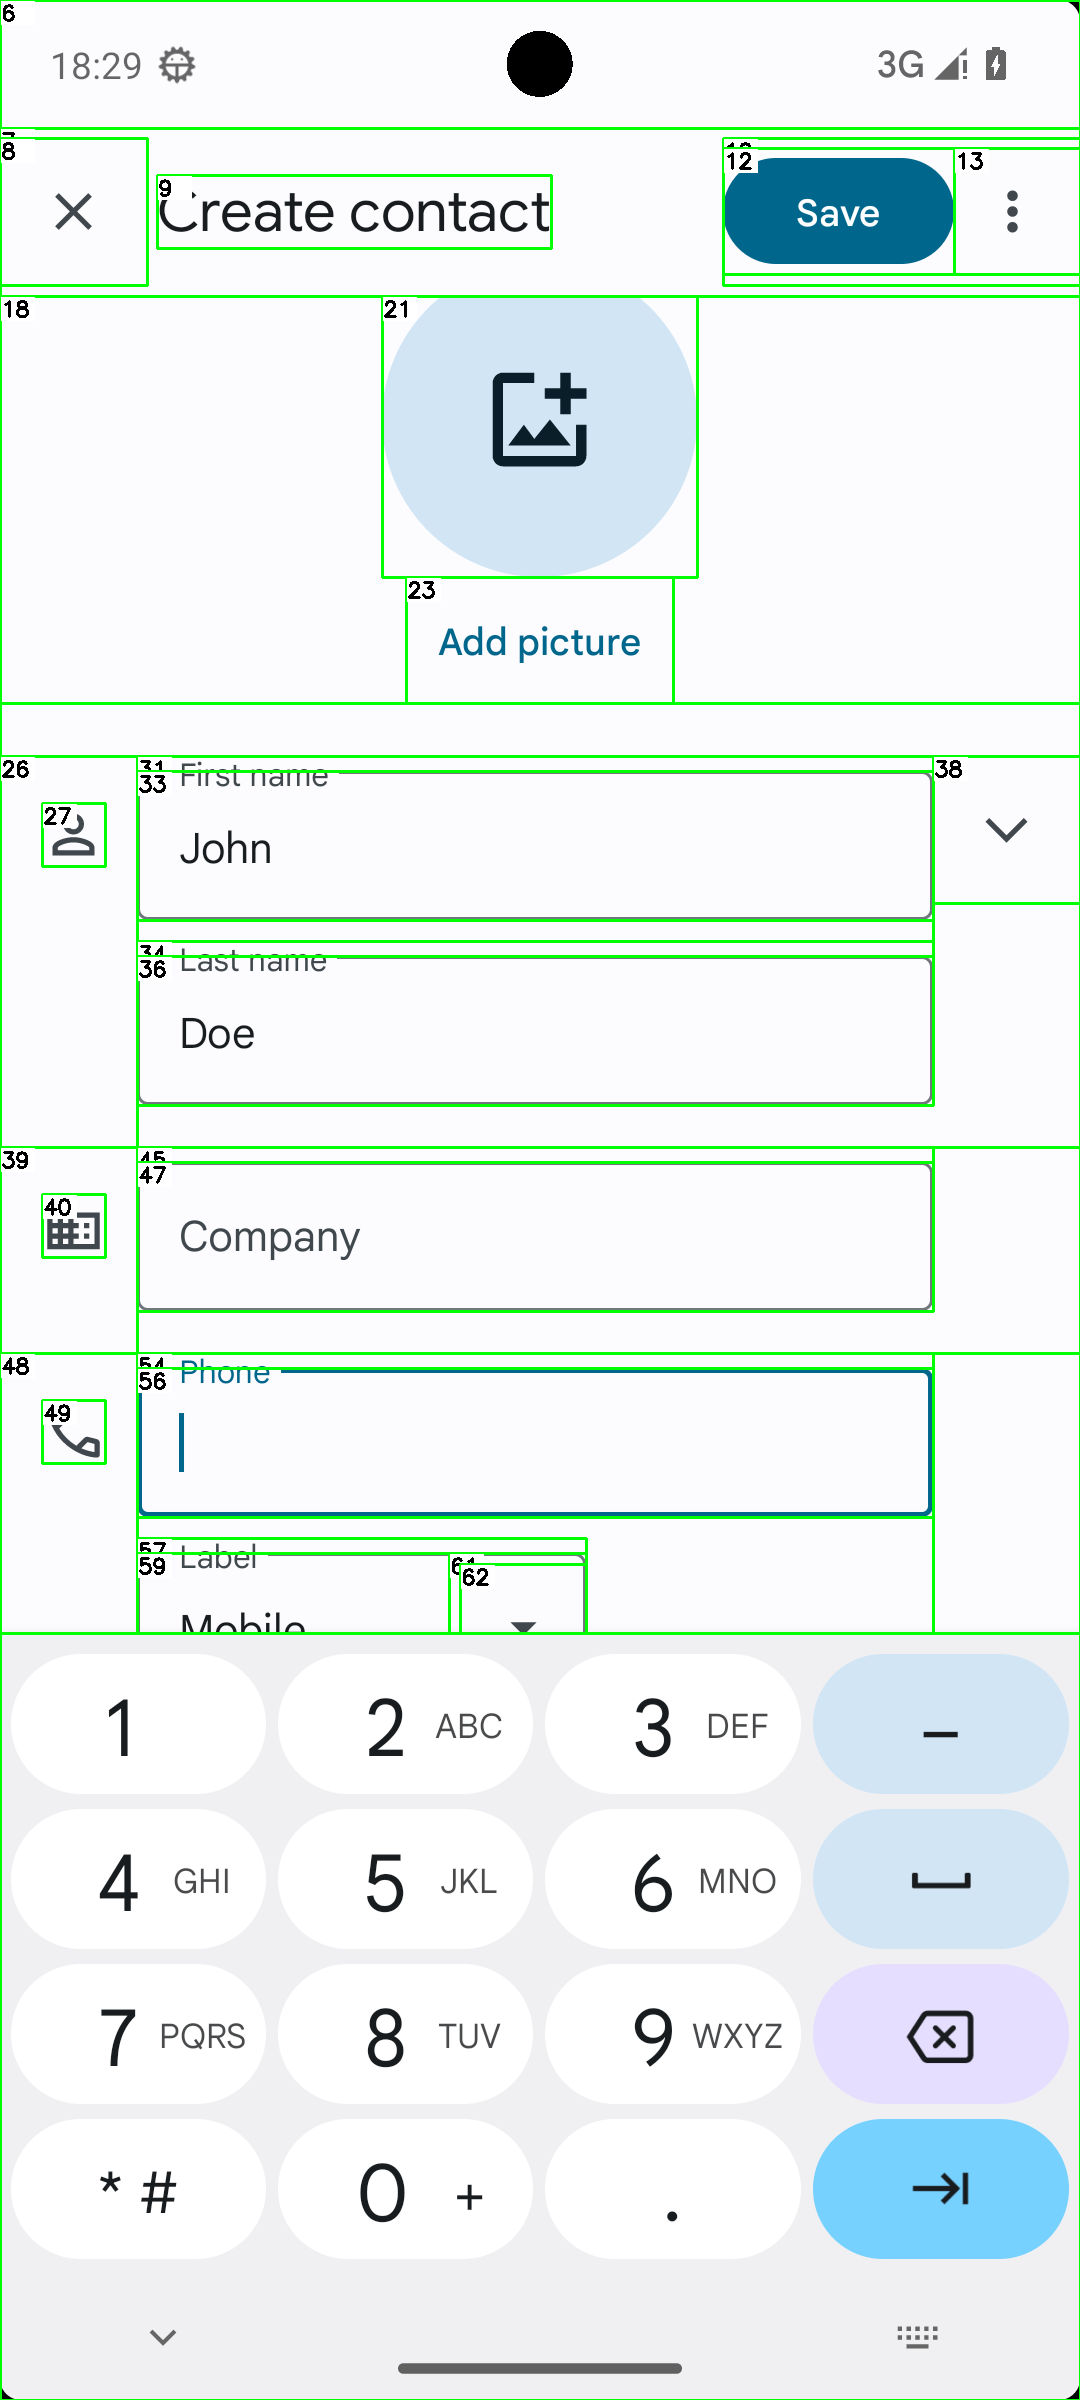 6
18:29
3G
8
9
Create contact
12
Save
13
18
21
23
Add picture
26
27
31
33
First name
John
38
34
36
Last name
Doe
39
40
45
47
Company
48
49
54
56
Phone
57
59
Label
Mobile
61
62
1
2 ABC
3 DEF
–
4 GHI
5 JKL
6 MNO
7 PQRS
8 TUV
9 WXYZ
* #
0 +
.